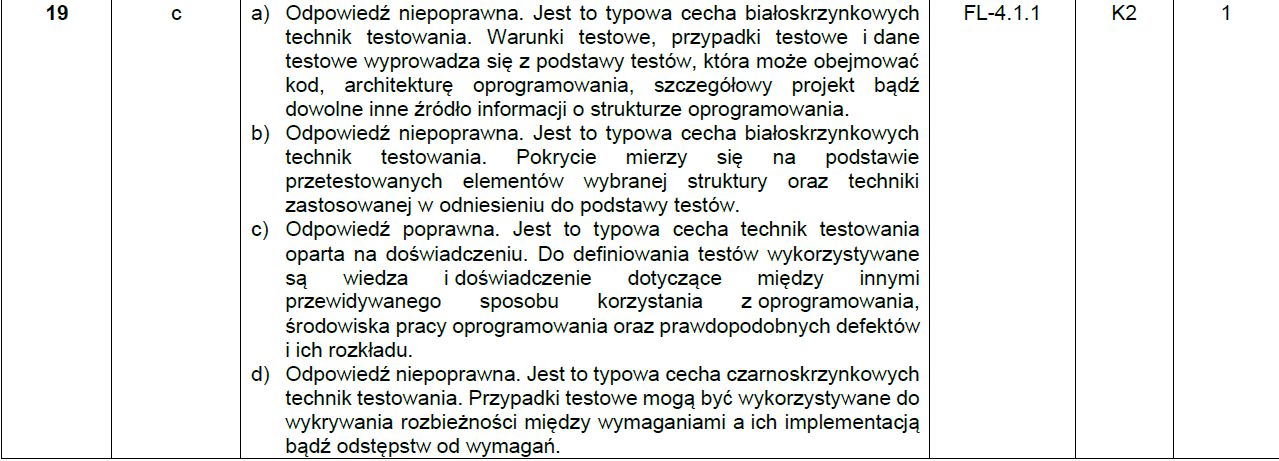 19 c a) Odpowiedź niepoprawna. Jest to typowa cecha białoskrzynkowych FL-4.1.1 K2 1
technik testowania. Warunki testowe, przypadki testowe i dane
testowe wyprowadza się z podstawy testów, która może obejmować
kod, architekturę oprogramowania, szczegółowy projekt bądź
dowolne inne źródło informacji o strukturze oprogramowania.
b) Odpowiedź niepoprawna. Jest to typowa cecha białoskrzynkowych
technik testowania. Pokrycie mierzy się na podstawie
przetestowanych elementów wybranej struktury oraz techniki
zastosowanej w odniesieniu do podstawy testów.
c) Odpowiedź poprawna. Jest to typowa cecha technik testowania
oparta na doświadczeniu. Do definiowania testów wykorzystywane
są wiedza i doświadczenie dotyczące między innymi
przewidywanego sposobu korzystania z oprogramowania,
środowiska pracy oprogramowania oraz prawdopodobnych defektów
i ich rozkładu.
d) Odpowiedź niepoprawna. Jest to typowa cecha czarnoskrzynkowych
technik testowania. Przypadki testowe mogą być wykorzystywane do
wykrywania rozbieżności między wymaganiami a ich implementacją
bądź odstępstw od wymagań.